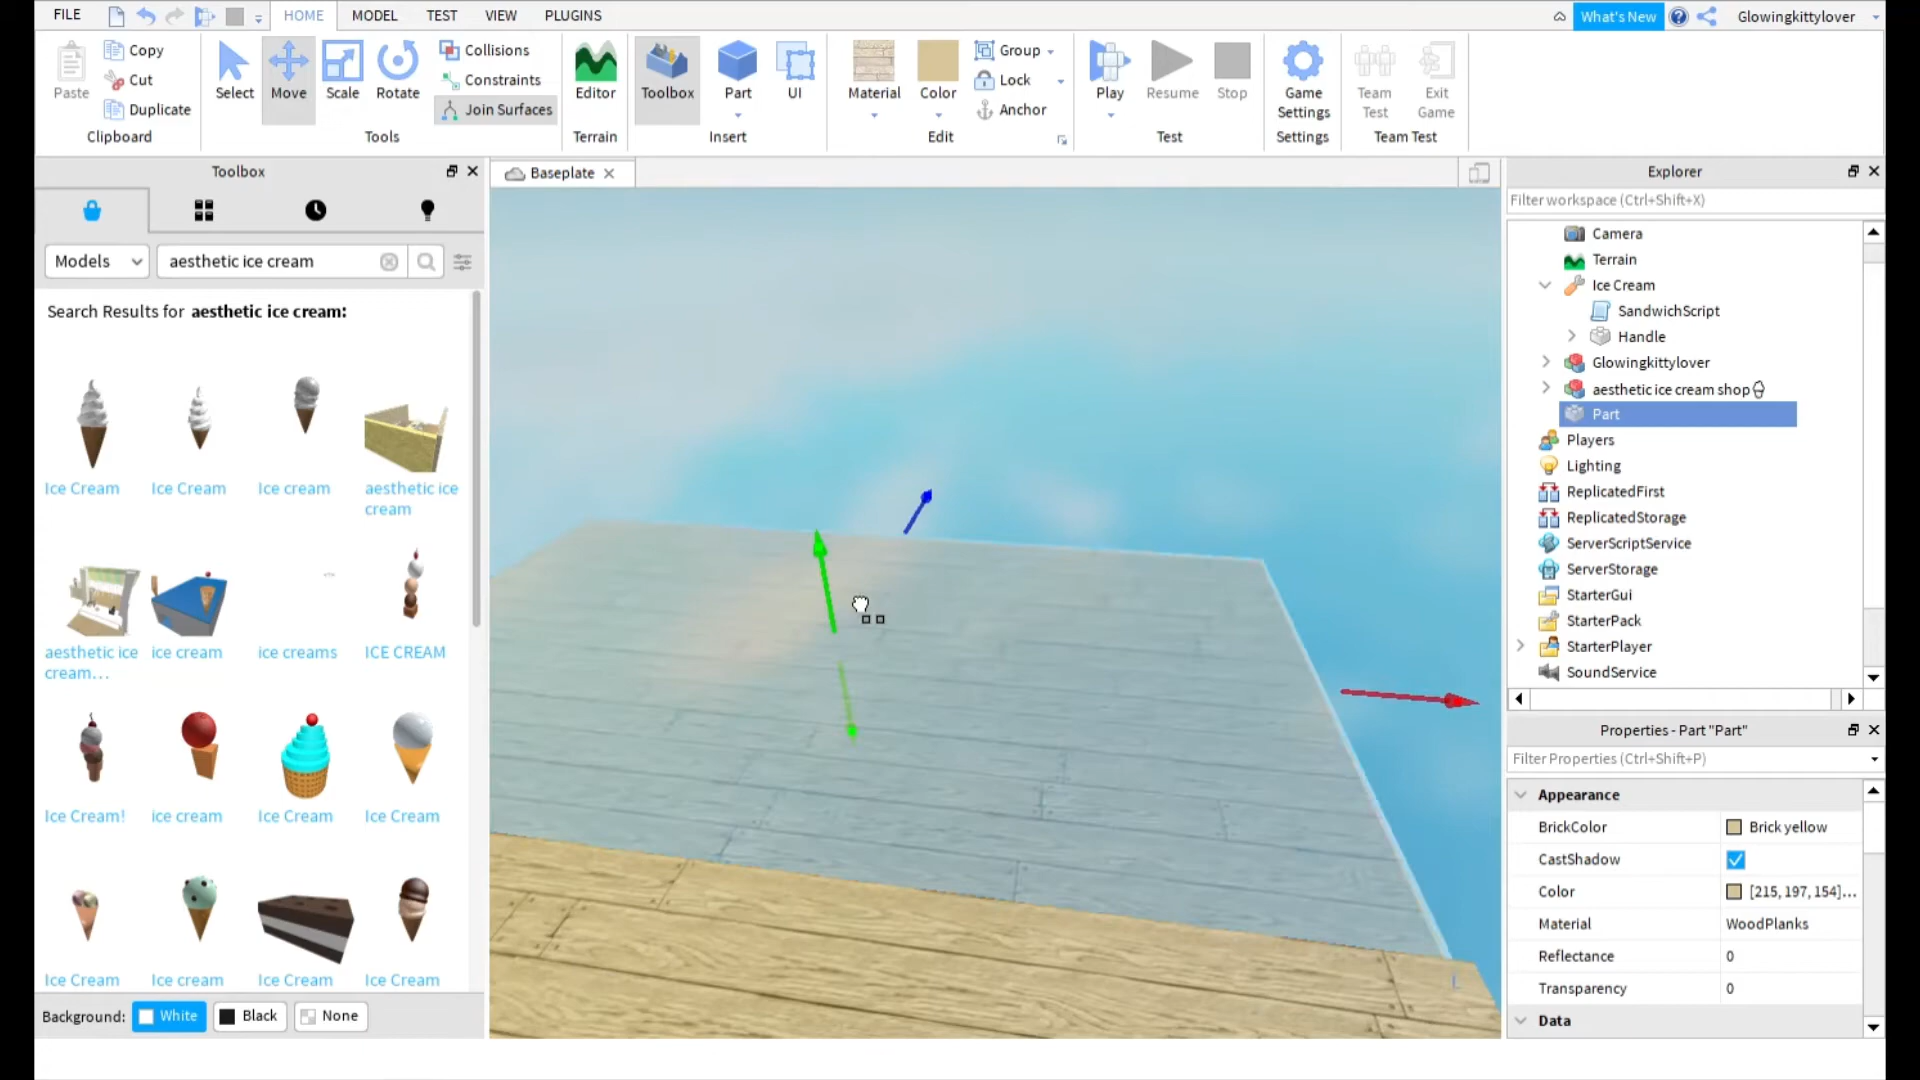 FILE HOME MODEL TEST VIEW PLUGINS What's New Glowingkittylover
Paste Copy Cut Duplicate Clipboard
Select Move Scale Rotate Collisions Constraints Join Surfaces Tools
Editor Terrain
Toolbox Part UI Insert
Material Color Group Lock Anchor Edit
Play Resume Stop Test
Game Settings Settings
Team Test Exit Game Team Test
Toolbox
Models aesthetic ice cream
Search Results for aesthetic ice cream:
Ice Cream Ice Cream Ice cream aesthetic ice cream
aesthetic ice cream... ice cream ice creams ICE CREAM
Ice Cream! ice cream Ice Cream Ice Cream
Ice Cream Ice cream Ice Cream Ice Cream
Background: White Black None
Baseplate
Explorer
Filter workspace (Ctrl+Shift+X)
Camera
Terrain
Ice Cream
SandwichScript
Handle
Glowingkittylover
aesthetic ice cream shop
Part
Players
Lighting
ReplicatedFirst
ReplicatedStorage
ServerScriptService
ServerStorage
StarterGui
StarterPack
StarterPlayer
SoundService
Properties - Part "Part"
Filter Properties (Ctrl+Shift+P)
Appearance
BrickColor Brick yellow
CastShadow
Color [215, 197, 154]...
Material WoodPlanks
Reflectance 0
Transparency 0
Data